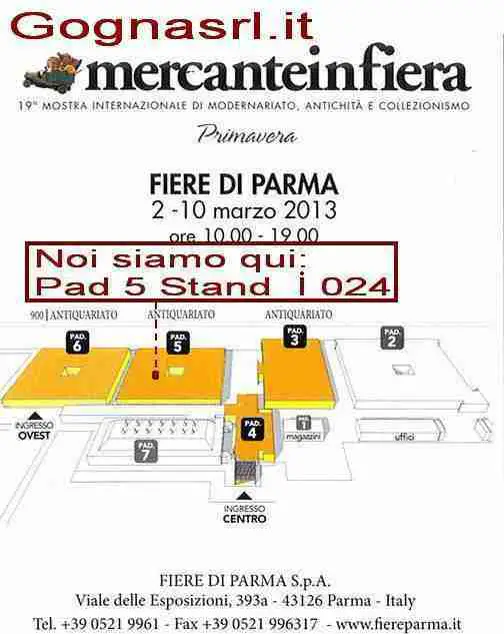 Gognasrl.it
mercanteinfiera
19ª MOSTRA INTERNAZIONALE DI MODERNARIATO, ANTICHITÀ E COLLEZIONISMO
Primavera
FIERE DI PARMA
2 -10 marzo 2013
ore 10.00 - 19.00
Noi siamo qui:
Pad 5 Stand İ 024
900 | ANTIQUARIATO
ANTIQUARIATO
ANTIQUARIATO
PAD. 6
PAD. 5
PAD. 3
PAD. 2
INGRESSO OVEST
PAD. 7
PAD. 4
PAD. 1
magazzini
uffici
INGRESSO
CENTRO
FIERE DI PARMA S.p.A.
Viale delle Esposizioni, 393a - 43126 Parma - Italy
Tel. +39 0521 9961 - Fax +39 0521 996317 - www.fiereparma.it